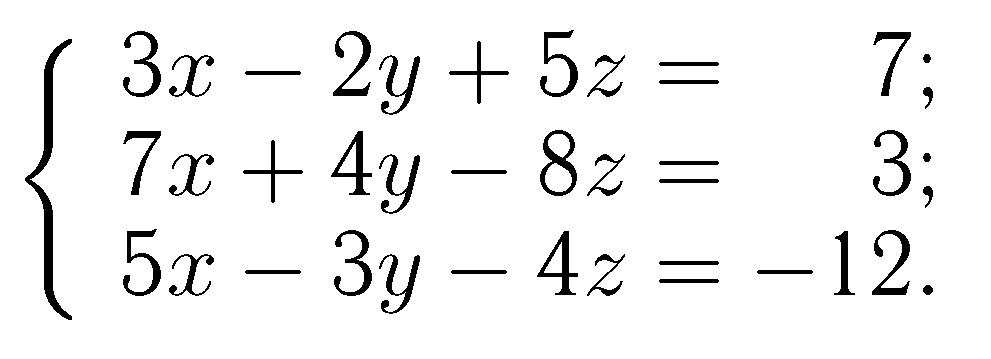 3x − 2y + 5z = 7;
7x + 4y − 8z = 3;
5x − 3y − 4z = −12.